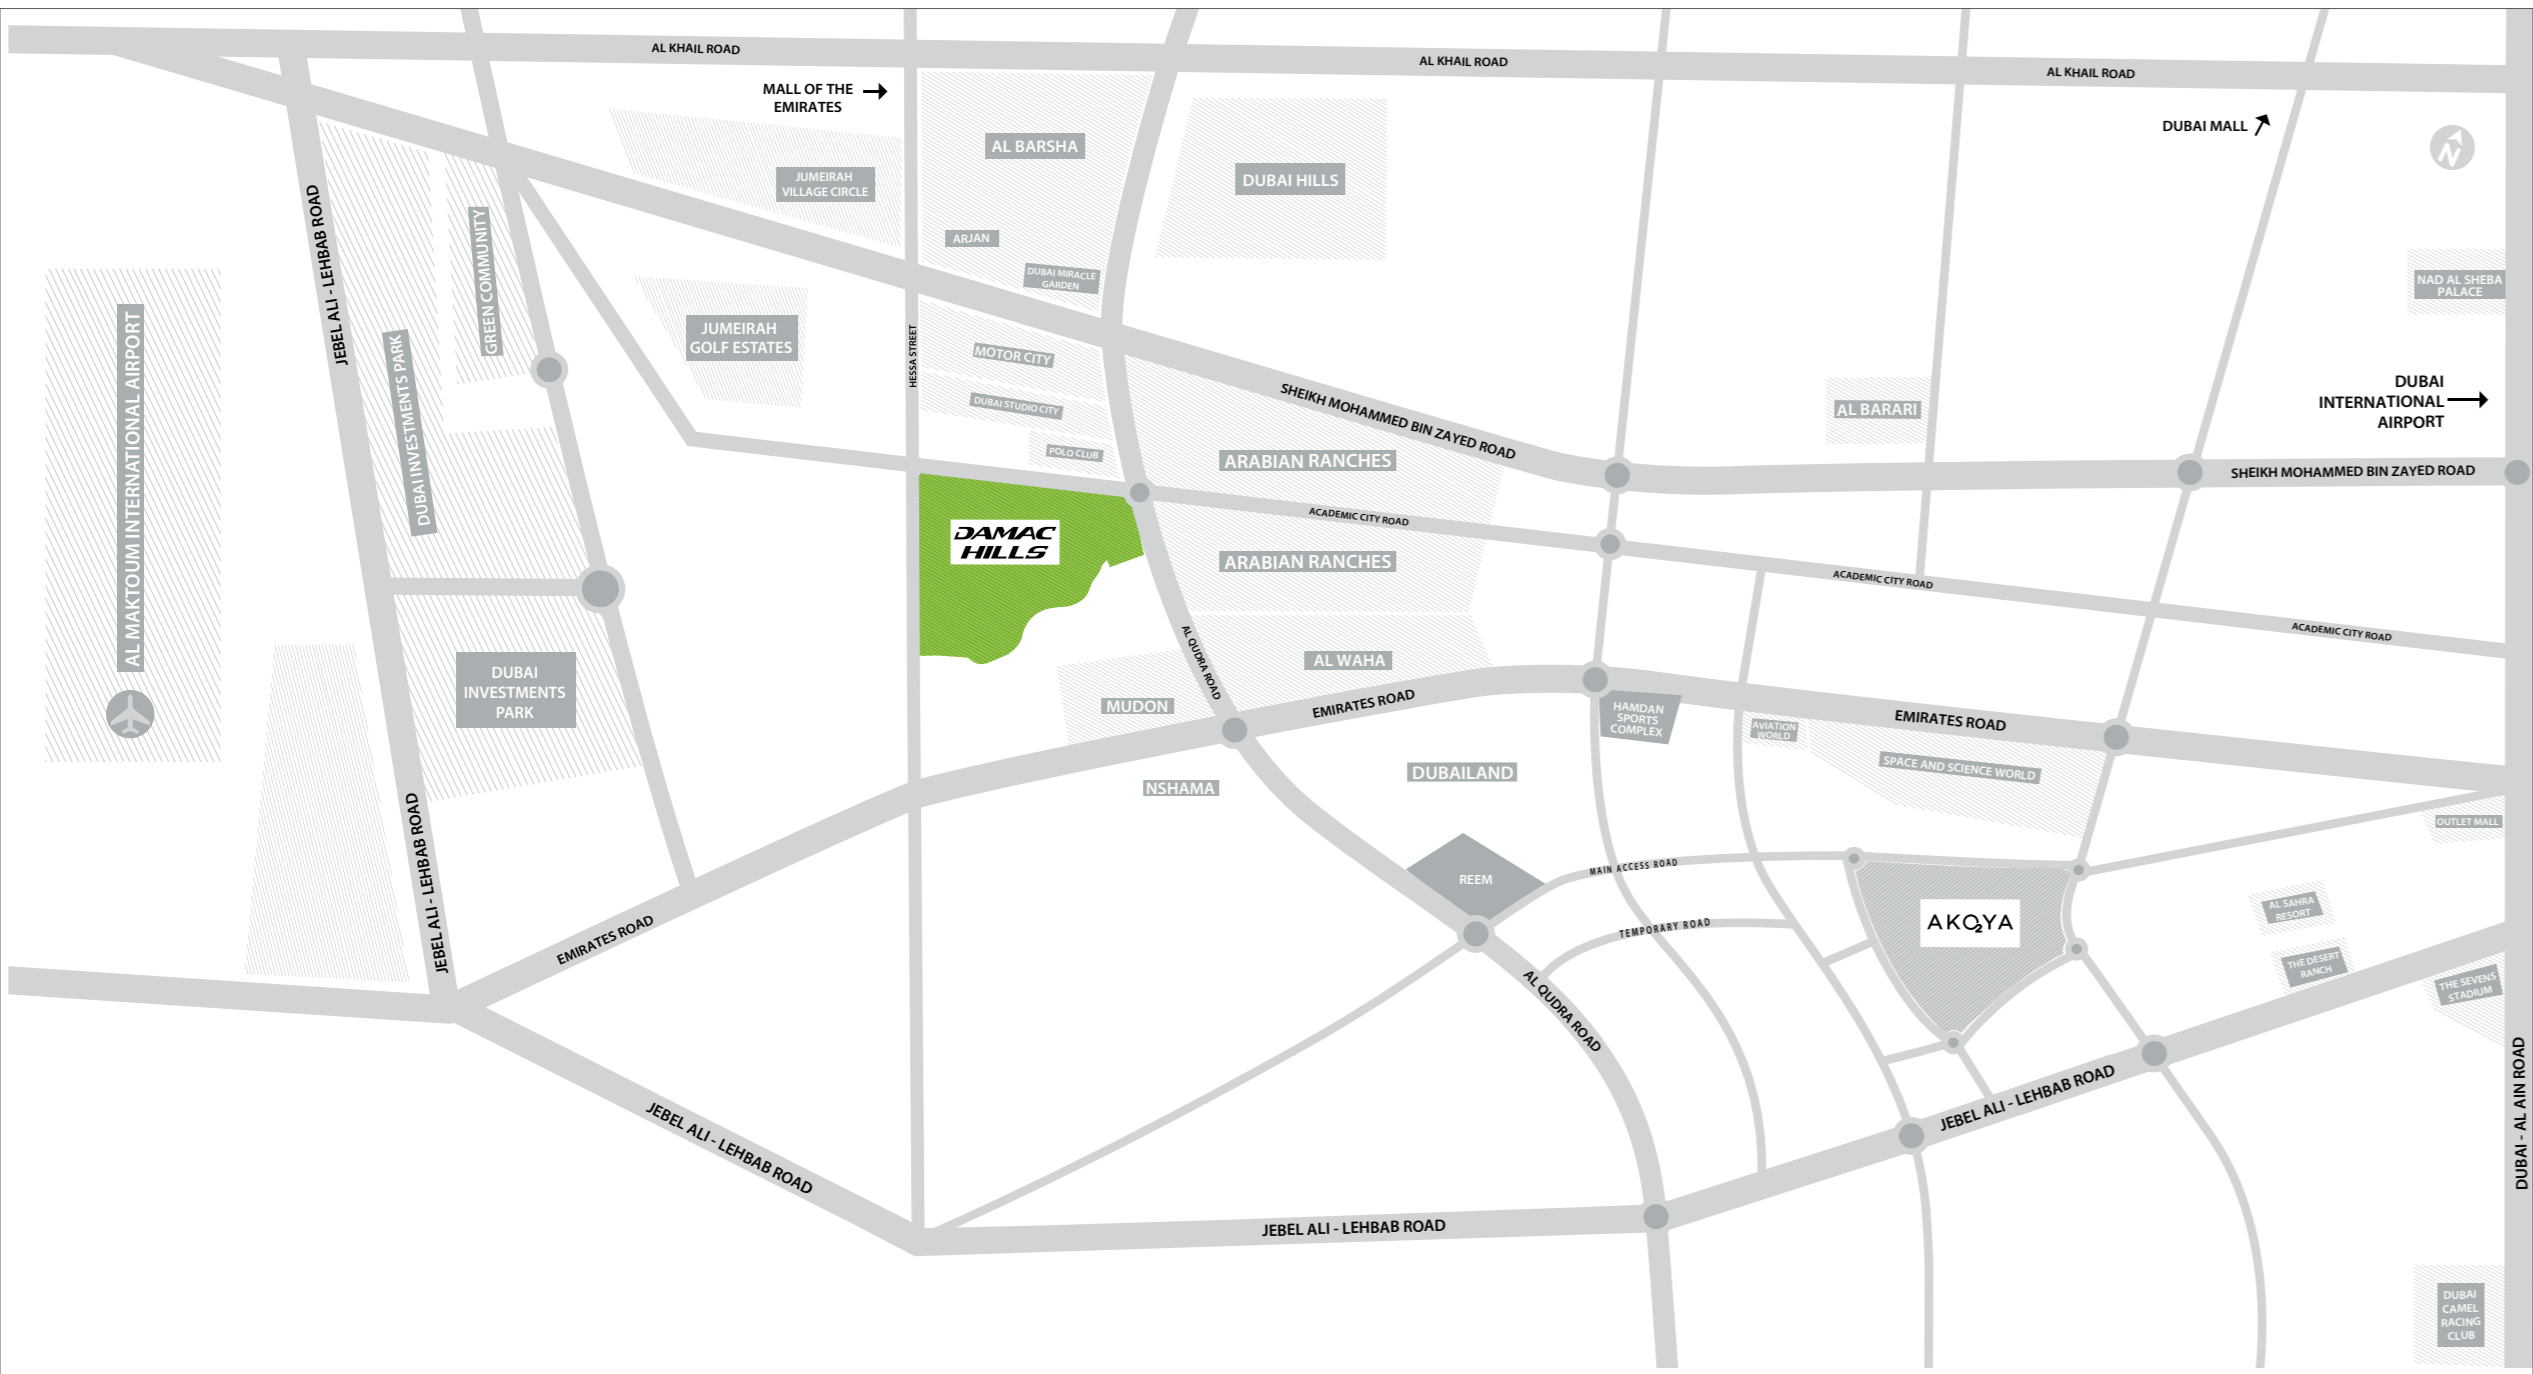 AL KHAIL ROAD
AL KHAIL ROAD
AL KHAIL ROAD
MALL OF THE
EMIRATES
DUBAI MALL
N
AL BARSHA
JUMEIRAH
VILLAGE CIRCLE
DUBAI HILLS
ARJAN
DUBAI MIRACLE
GARDEN
JEBEL ALI - LEHBAB ROAD
GREEN COMMUNITY
NAD AL SHEBA
PALACE
AL MAKTOUM INTERNATIONAL AIRPORT
DUBAI INVESTMENTS PARK
JUMEIRAH
GOLF ESTATES
HESSA STREET
MOTOR CITY
DUBAI STUDIO CITY
POLO CLUB
SHEIKH MOHAMMED BIN ZAYED ROAD
AL BARARI
DUBAI
INTERNATIONAL
AIRPORT
ARABIAN RANCHES
SHEIKH MOHAMMED BIN ZAYED ROAD
ACADEMIC CITY ROAD
DAMAC
HILLS
ARABIAN RANCHES
ACADEMIC CITY ROAD
ACADEMIC CITY ROAD
AL QUDRA ROAD
AL WAHA
DUBAI
INVESTMENTS
PARK
MUDON
EMIRATES ROAD
HAMDAN
SPORTS
COMPLEX
AVIATION
WORLD
EMIRATES ROAD
SPACE AND SCIENCE WORLD
NSHAMA
DUBAILAND
OUTLET MALL
JEBEL ALI - LEHBAB ROAD
REEM
MAIN ACCESS ROAD
TEMPORARY ROAD
AKO2YA
AL SAHRA
RESORT
EMIRATES ROAD
THE DESERT
RANCH
THE SEVENS
STADIUM
AL QUDRA ROAD
JEBEL ALI - LEHBAB ROAD
JEBEL ALI - LEHBAB ROAD
JEBEL ALI - LEHBAB ROAD
DUBAI - AL AIN ROAD
DUBAI
CAMEL
RACING
CLUB